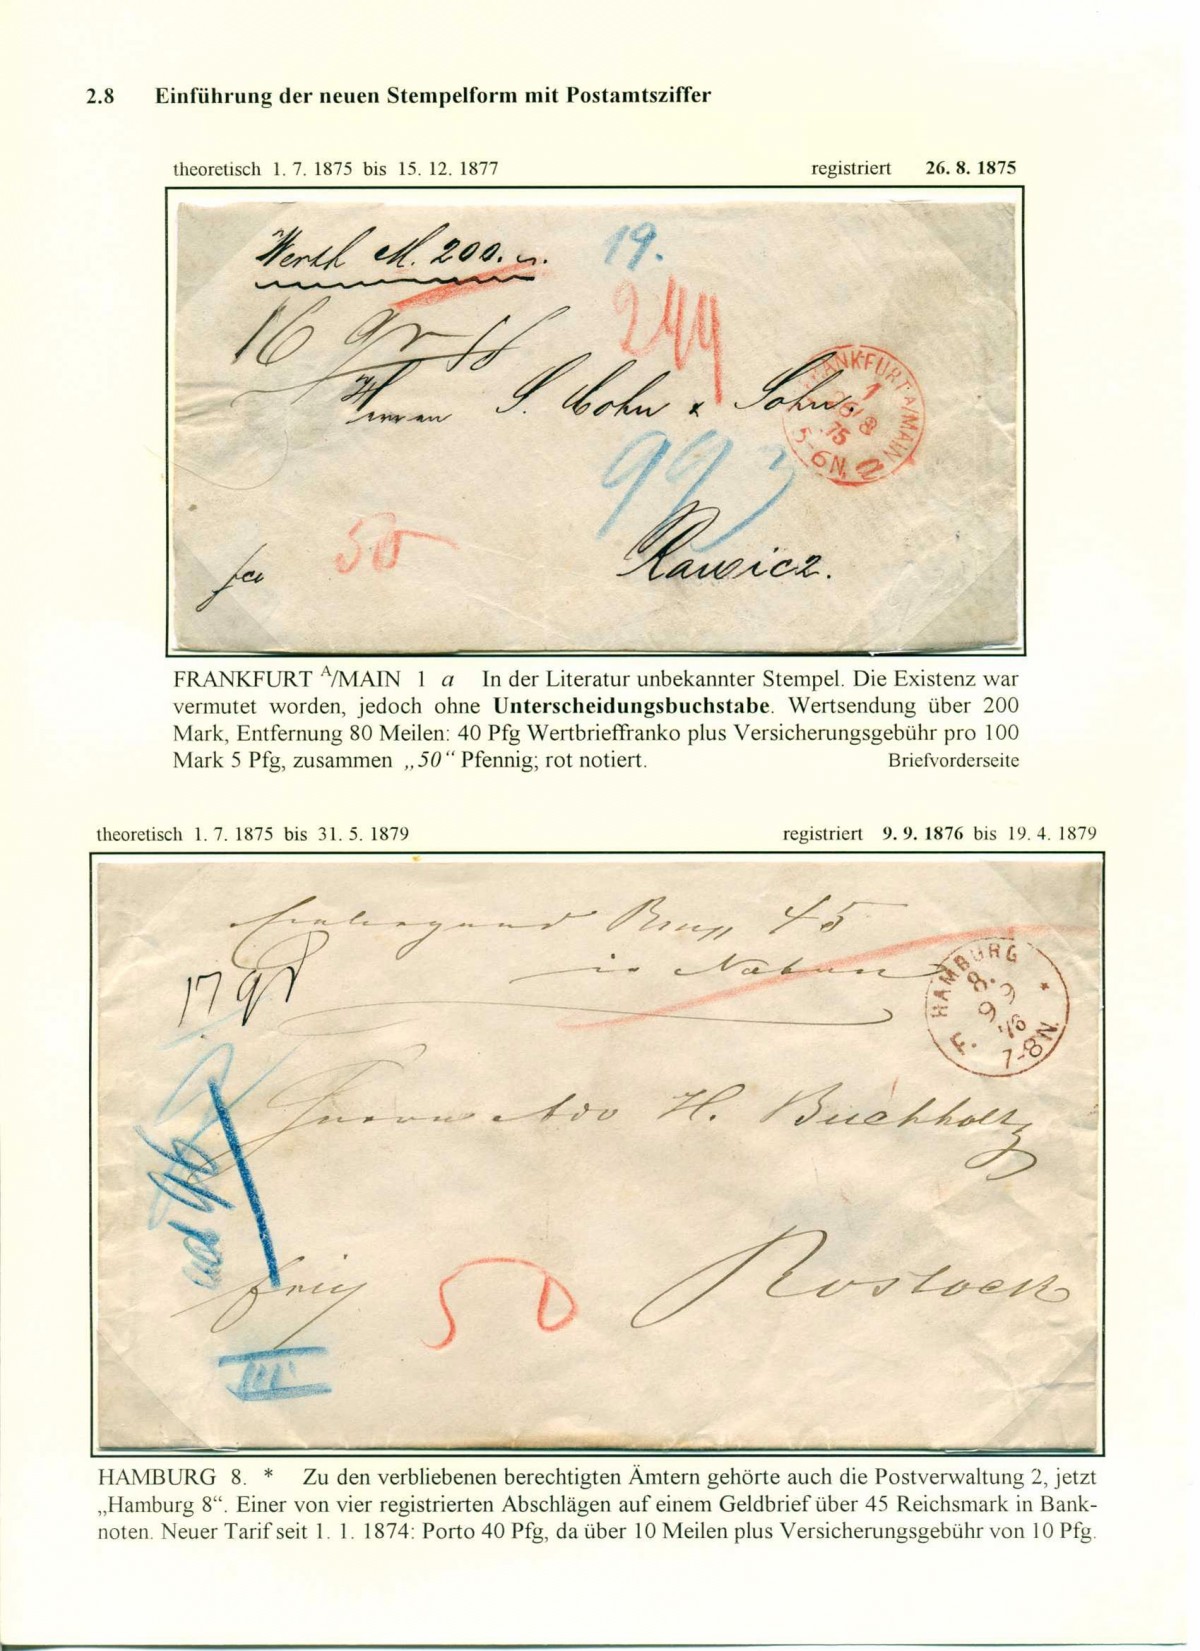 2.8 Einführung der neuen Stempelform mit Postamtsziffer
theoretisch 1. 7. 1875 bis 15. 12. 1877 registriert 26. 8. 1875
Werth M. 200.
19.
16
244
Herren S. Cohn & Sohn.
FRANKFURT A/MAIN
1
26/8
75
5-6N.
a
993
50
Rawicz.
fco
FRANKFURT A/MAIN 1 a In der Literatur unbekannter Stempel. Die Existenz war
vermutet worden, jedoch ohne Unterscheidungsbuchstabe. Wertsendung über 200
Mark, Entfernung 80 Meilen: 40 Pfg Wertbrieffranko plus Versicherungsgebühr pro 100
Mark 5 Pfg, zusammen „50“ Pfennig; rot notiert. Briefvorderseite
theoretisch 1. 7. 1875 bis 31. 5. 1879 registriert 9. 9. 1876 bis 19. 4. 1879
45
in Noten
F. HAMBURG *
8.
9 9
76
7-8N.
H. Buchholtz
frey
50
Rostock
III
HAMBURG 8. * Zu den verbliebenen berechtigten Ämtern gehörte auch die Postverwaltung 2, jetzt
„Hamburg 8“. Einer von vier registrierten Abschlägen auf einem Geldbrief über 45 Reichsmark in Bank-
noten. Neuer Tarif seit 1. 1. 1874: Porto 40 Pfg, da über 10 Meilen plus Versicherungsgebühr von 10 Pfg.